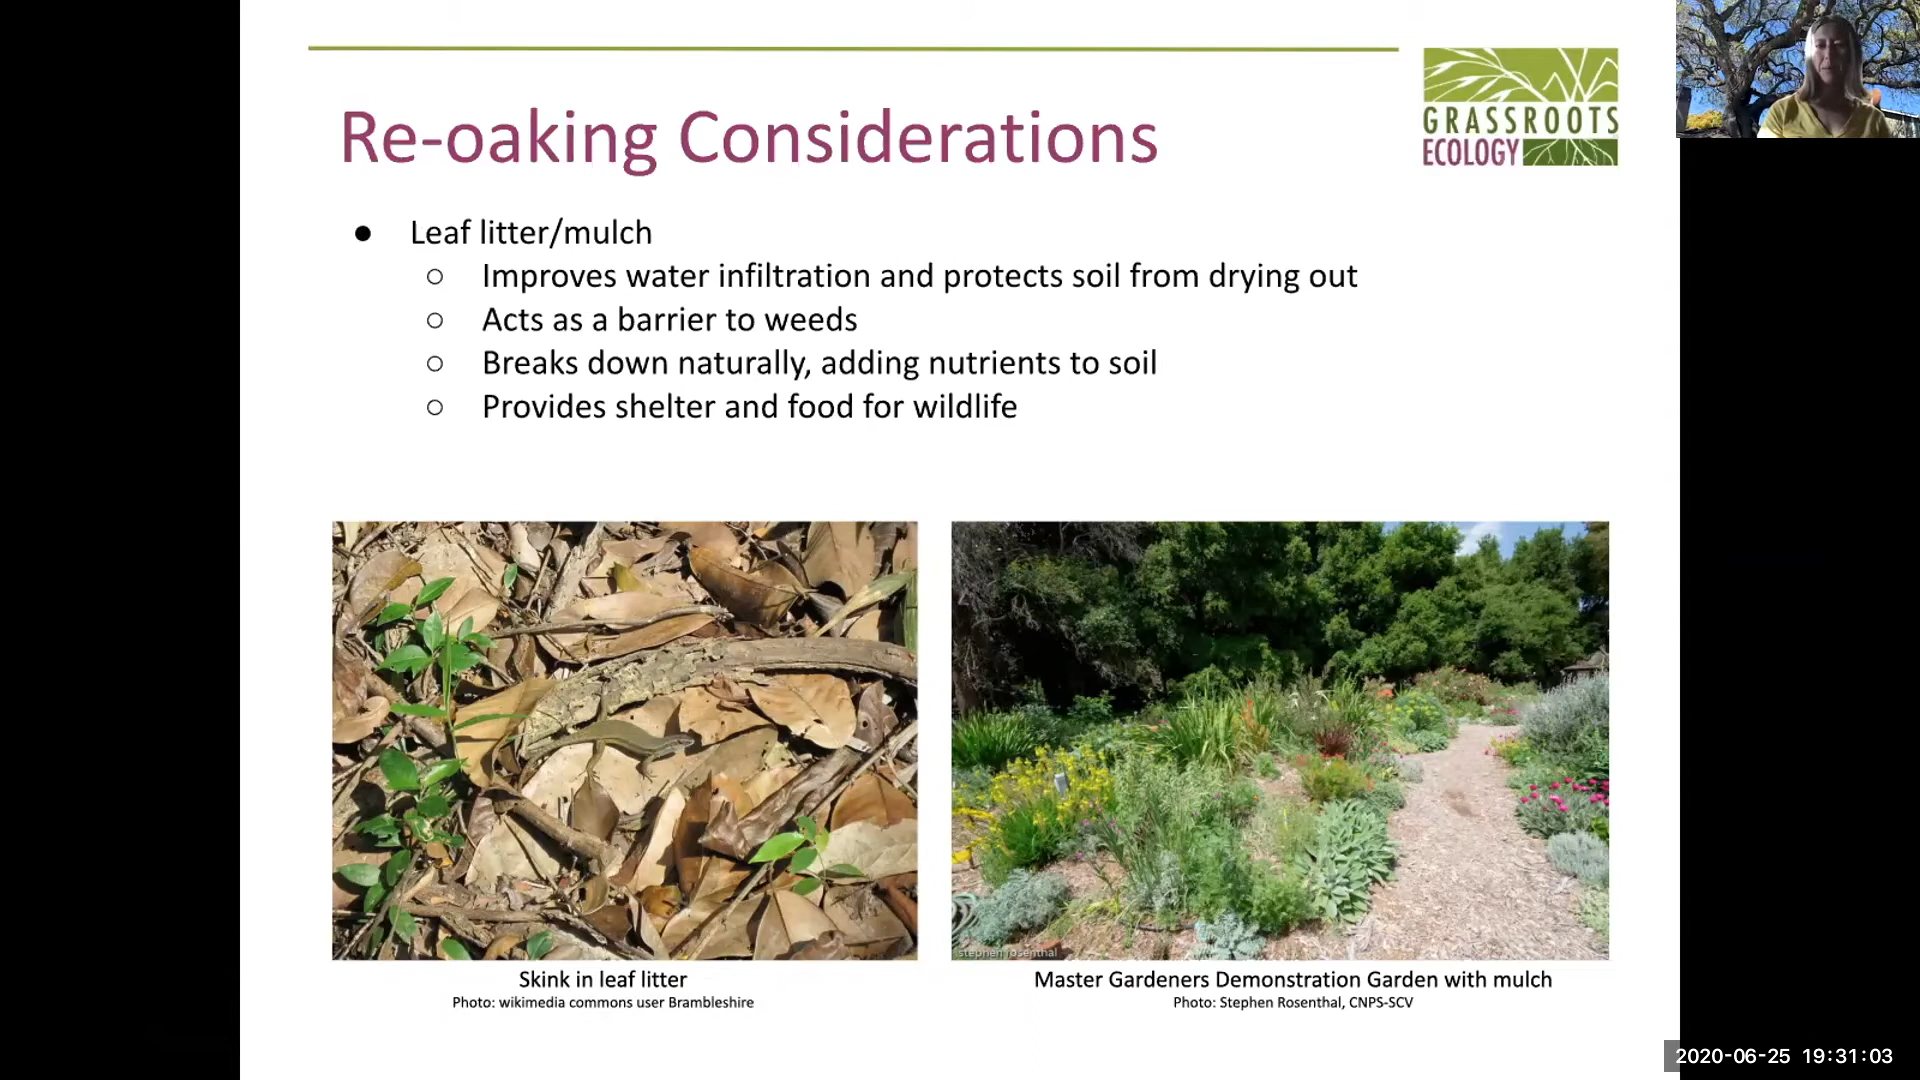 GRASSROOTS
ECOLOGY
Re-oaking Considerations
● Leaf litter/mulch
○ Improves water infiltration and protects soil from drying out
○ Acts as a barrier to weeds
○ Breaks down naturally, adding nutrients to soil
○ Provides shelter and food for wildlife
stephen rosenthal
Skink in leaf litter
Photo: wikimedia commons user Brambleshire
Master Gardeners Demonstration Garden with mulch
Photo: Stephen Rosenthal, CNPS-SCV
2020-06-25 19:31:03